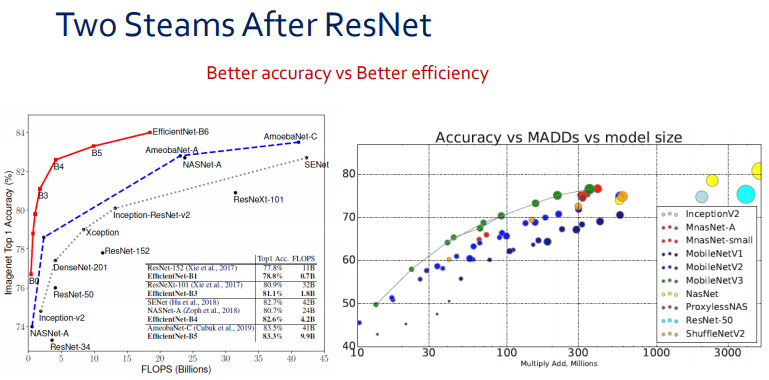 Two Steams After ResNet
Better accuracy vs Better efficiency
84
82
80
78
76
74
Imagenet Top 1 Accuracy (%)
EfficientNet-B6
AmoebaNet-C
AmoebaNet-A
B5
NASNet-A
SENet
B4
B3
ResNeXt-101
Inception-ResNet-v2
Xception
ResNet-152
DenseNet-201
B0
ResNet-50
Inception-v2
NASNet-A
ResNet-34
Top1 Acc. FLOPS
ResNet-152 (Xie et al., 2017) 77.8% 11B
EfficientNet-B1 78.8% 0.7B
ResNeXt-101 (Xie et al., 2017) 80.9% 32B
EfficientNet-B3 81.1% 1.8B
SENet (Hu et al., 2018) 82.7% 42B
NASNet-A (Zoph et al., 2018) 80.7% 24B
EfficientNet-B4 82.6% 4.2B
AmoebaNet-C (Cubuk et al., 2019) 83.5% 41B
EfficientNet-B5 83.3% 9.9B
0 5 10 15 20 25 30 35 40 45
FLOPS (Billions)
Accuracy vs MADDs vs model size
80
70
60
50
40
InceptionV2
MnasNet-A
MnasNet-small
MobileNetV1
MobileNetV2
MobileNetV3
NasNet
ProxylessNAS
ResNet-50
ShuffleNetV2
10 30 100 300 1000 3000
Multiply Add, Millions